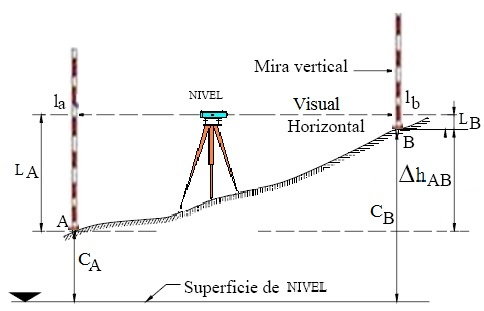 Mira vertical
NIVEL
la
lb
Visual
Horizontal
LB
B
LA
ΔhAB
A
CB
CA
Superficie de NIVEL